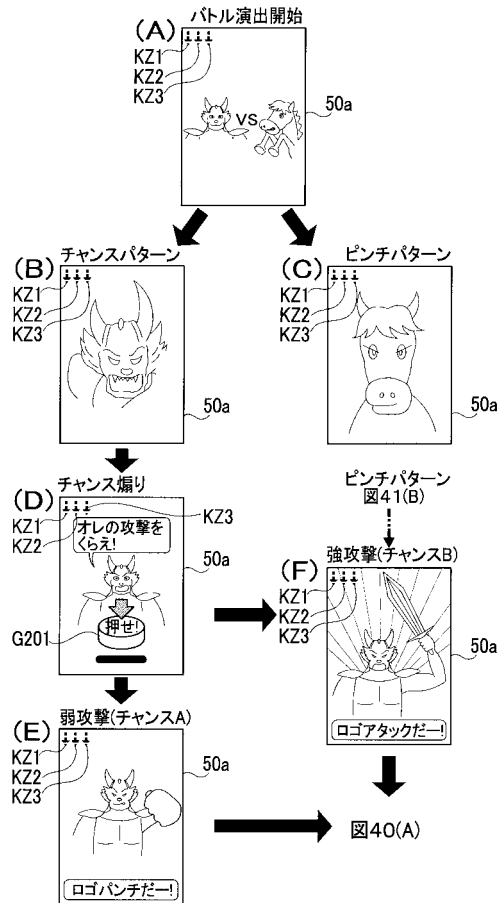 バトル演出開始
(A)
KZ1
KZ2
KZ3
50a
VS
チャンスパターン
(B)
KZ1
KZ2
KZ3
50a
ピンチパターン
(C)
KZ1
KZ2
KZ3
50a
チャンス煽り
(D)
KZ1
KZ2
KZ3
オレの攻撃を
くらえ!
50a
押せ!
G201
ピンチパターン
図41(B)
強攻撃(チャンスB)
(F)
KZ1
KZ2
KZ3
50a
ロゴアタックだー!
弱攻撃(チャンスA)
(E)
KZ1
KZ2
KZ3
50a
ロゴパンチだー!
図40(A)